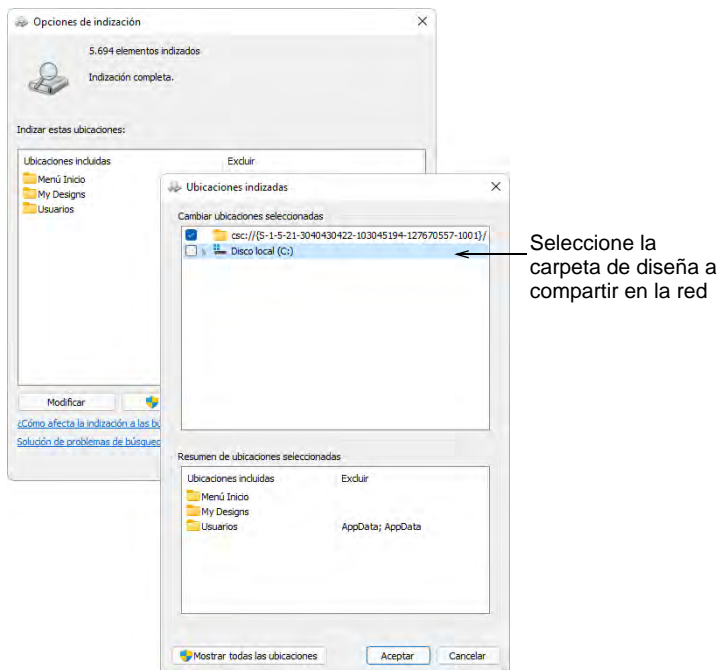 Opciones de indización
5.694 elementos indizados
Indización completa.
Indizar estas ubicaciones:
Ubicaciones incluidas Excluir
Menú Inicio
My Designs
Usuarios
Modificar
¿Cómo afecta la indización a las
Solución de problemas de
Ubicaciones indizadas
Cambiar ubicaciones seleccionadas
csc://{S-1-5-21-3040430422-103045194-127670557-1001}/
Disco local (C:)
Resumen de ubicaciones seleccionadas
Ubicaciones incluidas Excluir
Menú Inicio
My Designs
Usuarios AppData; AppData
Mostrar todas las ubicaciones Aceptar Cancelar
Seleccione la
carpeta de diseña a
compartir en la red